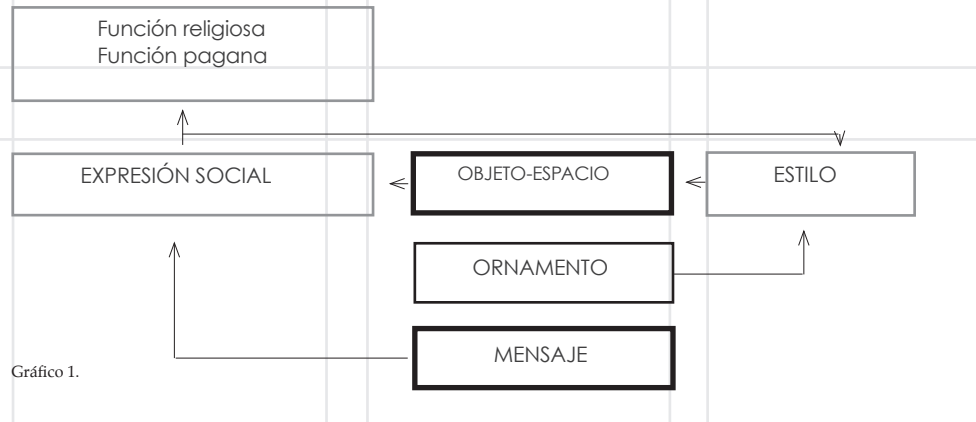 Función religiosa
Función pagana
EXPRESIÓN SOCIAL
OBJETO-ESPACIO
ESTILO
ORNAMENTO
MENSAJE
Gráfico 1.